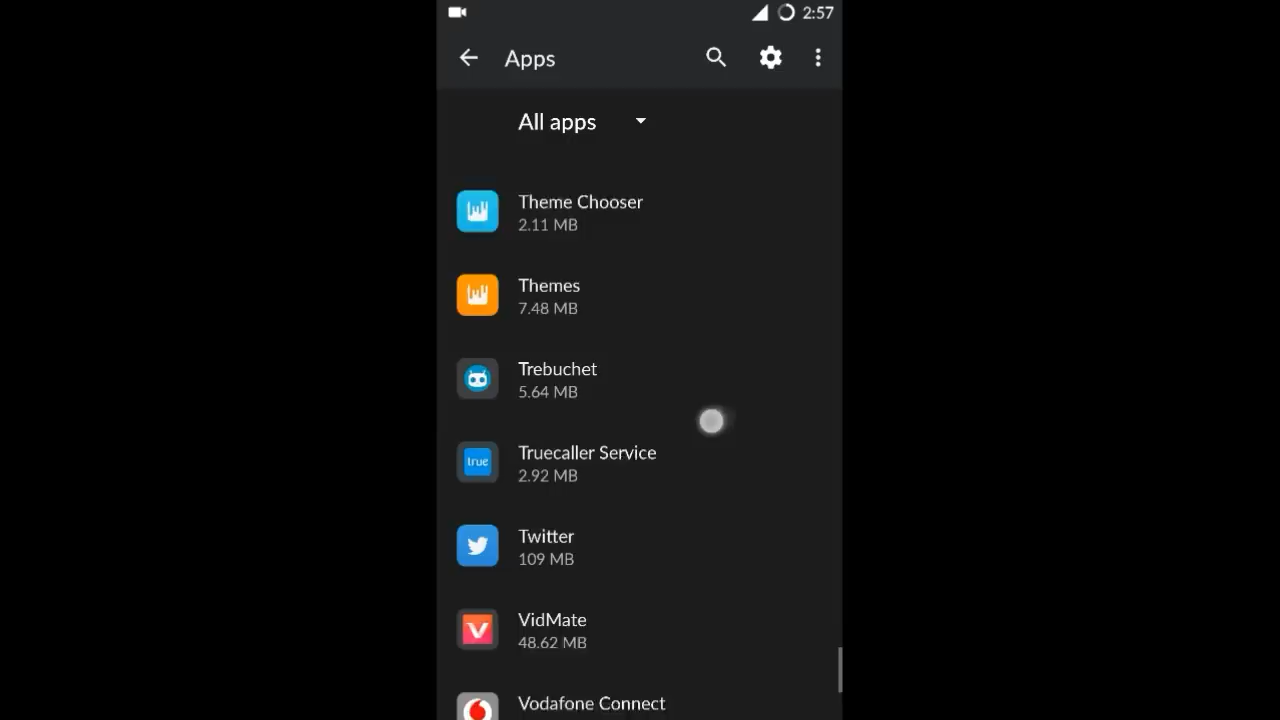 2:57
Apps
All apps
Theme Chooser
2.11 MB
Themes
7.48 MB
Trebuchet
5.64 MB
true
Truecaller Service
2.92 MB
Twitter
109 MB
VidMate
48.62 MB
Vodafone Connect